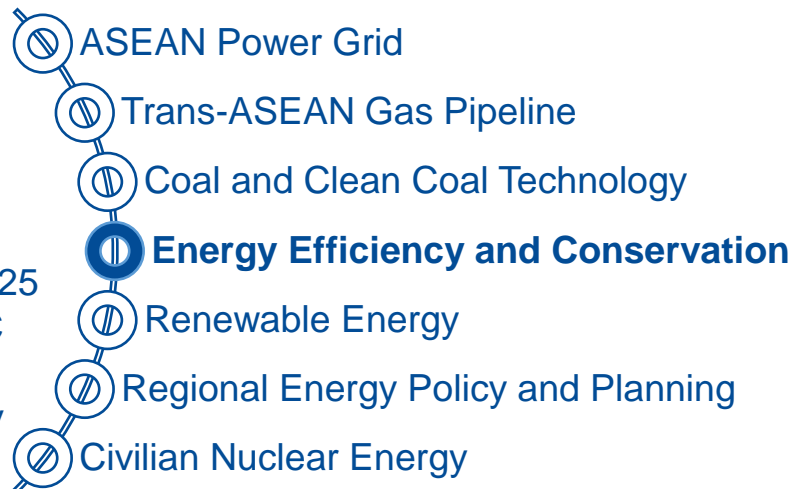 ASEAN Power Grid
Trans-ASEAN Gas Pipeline
Coal and Clean Coal Technology
Energy Efficiency and Conservation
25
Renewable Energy
Regional Energy Policy and Planning
Civilian Nuclear Energy